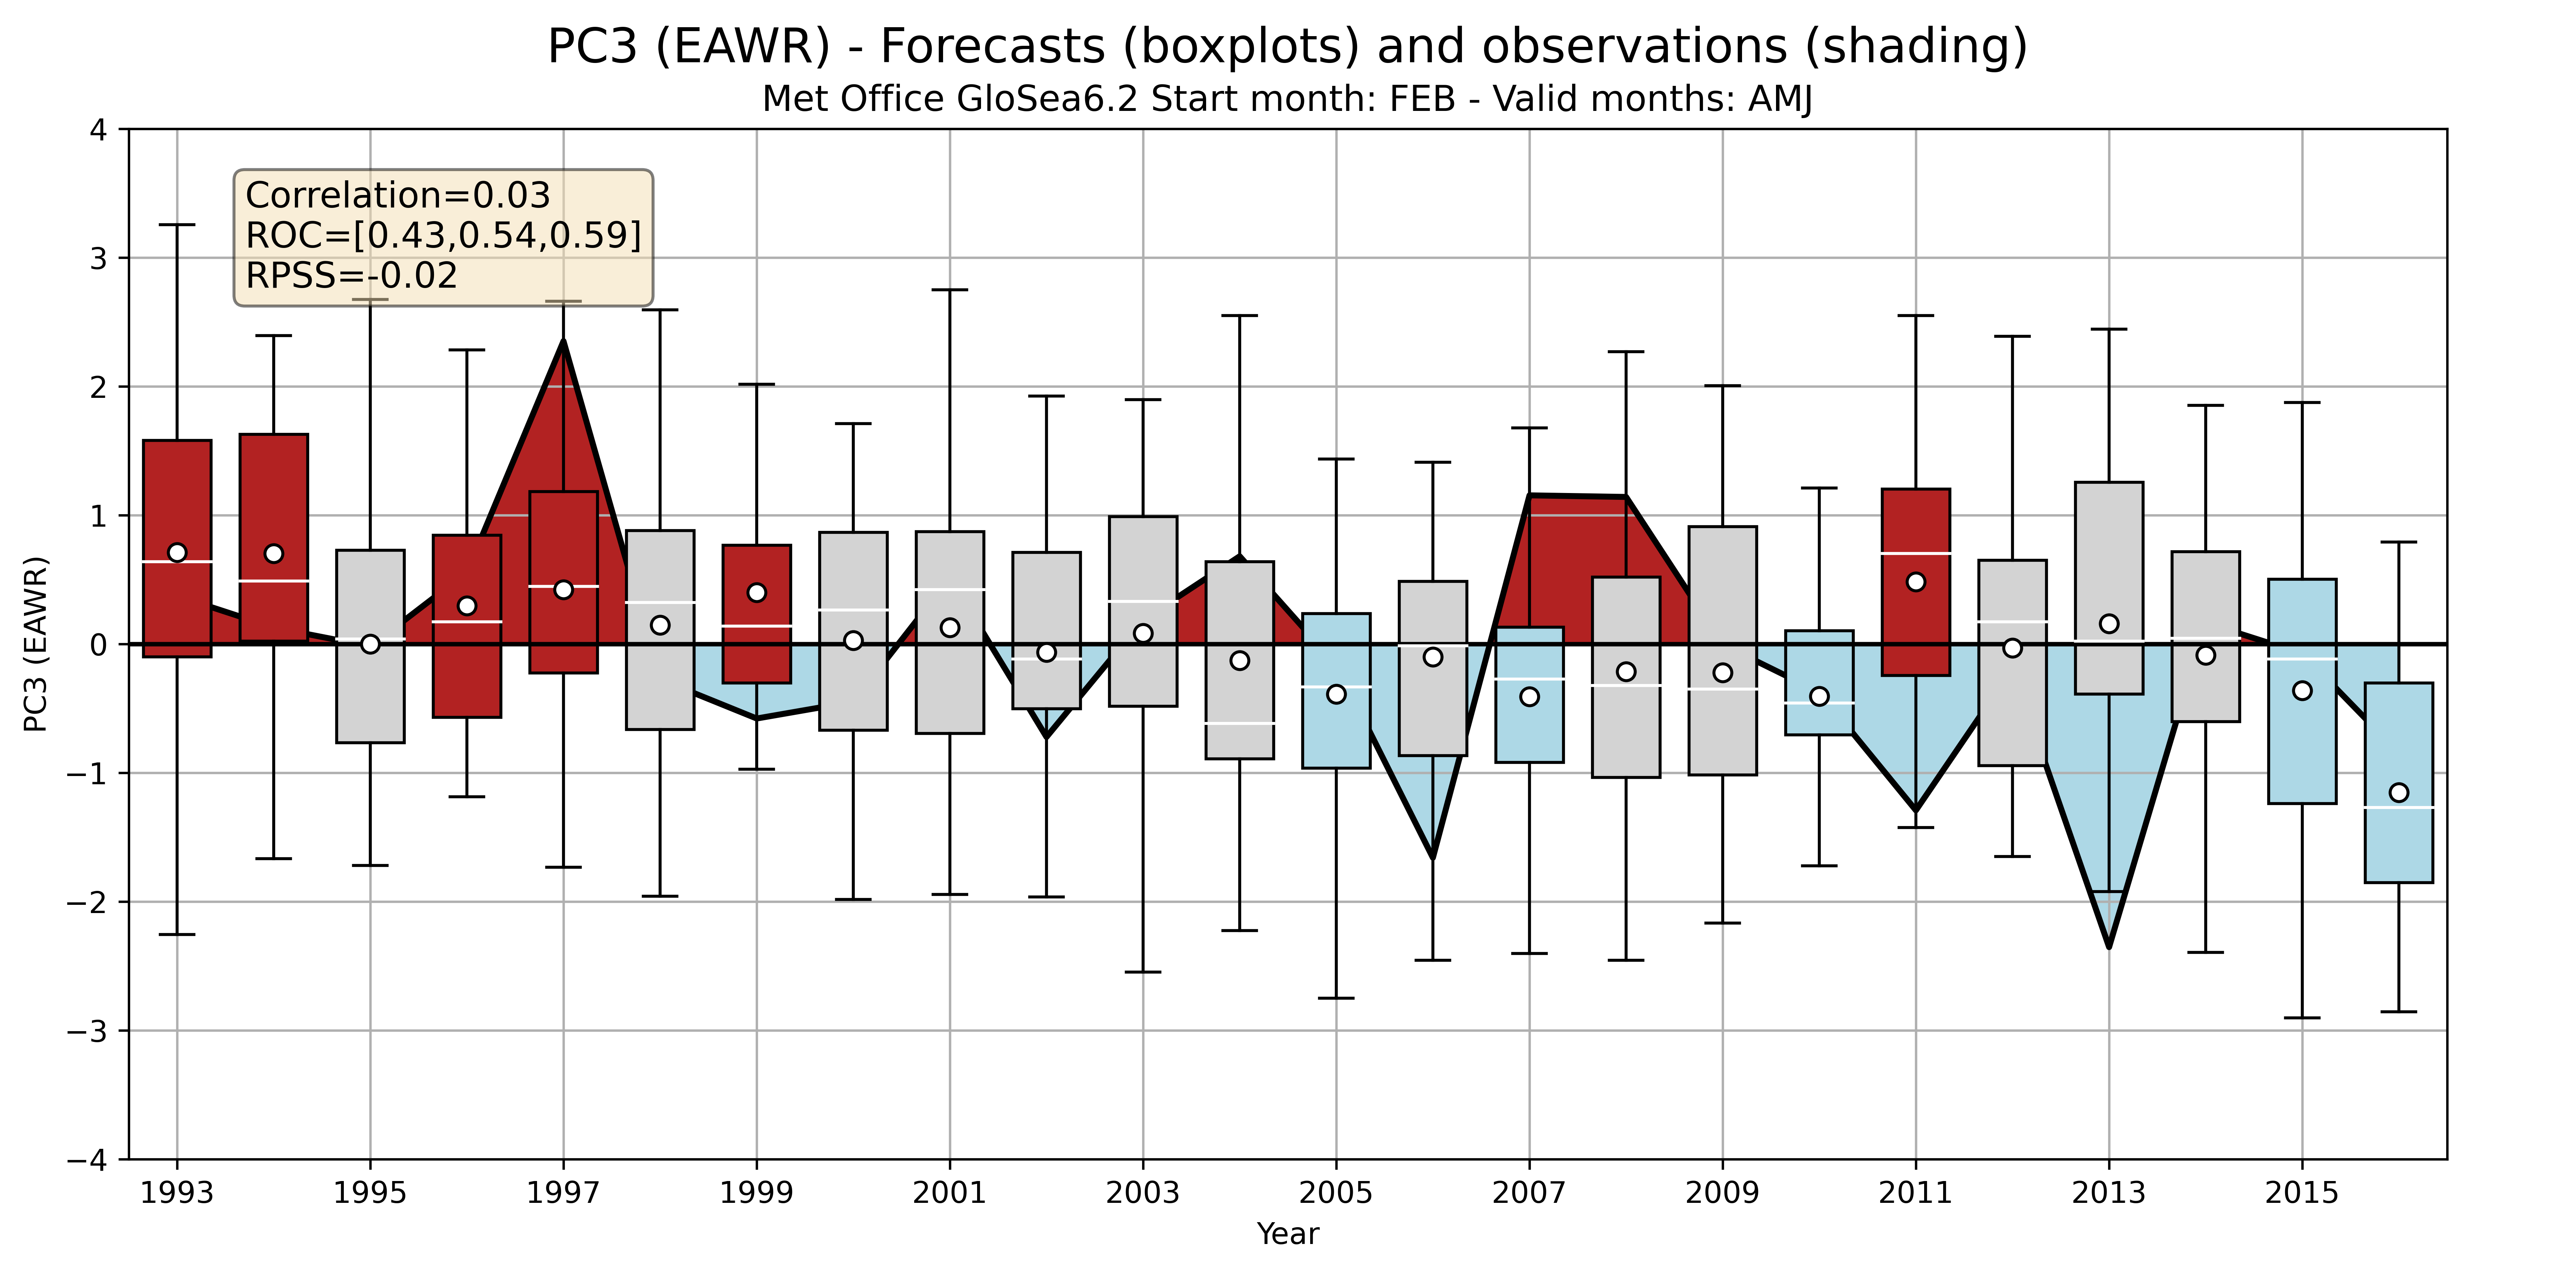 PC3 (EAWR) - Forecasts (boxplots) and observations (shading)
Met Office GloSea6.2 Start month: FEB - Valid months: AMJ
Correlation=0.03
ROC=[0.43,0.54,0.59]
RPSS=-0.02
PC3 (EAWR)
4
3
2
1
0
−1
−2
−3
−4
1993 1995 1997 1999 2001 2003 2005 2007 2009 2011 2013 2015
Year